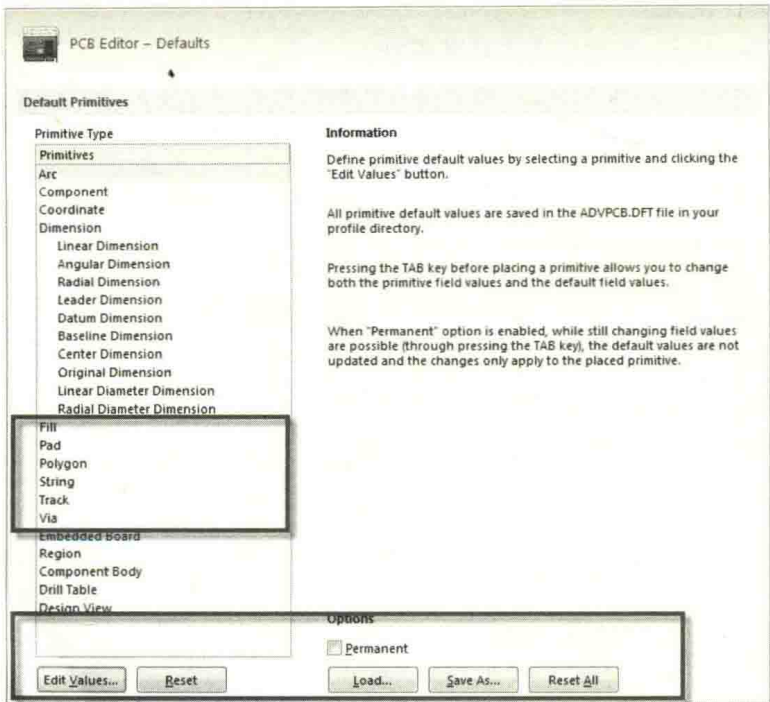 PCB Editor – Defaults
Default Primitives
Primitive Type
Primitives
Arc
Component
Coordinate
Dimension
Linear Dimension
Angular Dimension
Radial Dimension
Leader Dimension
Datum Dimension
Baseline Dimension
Center Dimension
Original Dimension
Linear Diameter Dimension
Radial Diameter Dimension
Fill
Pad
Polygon
String
Track
Via
Embedded Board
Region
Component Body
Drill Table
Design View
Edit Values...
Reset
Information
Define primitive default values by selecting a primitive and clicking the
"Edit Values" button.
All primitive default values are saved in the ADVPCB.DFT file in your
profile directory.
Pressing the TAB key before placing a primitive allows you to change
both the primitive field values and the default field values.
When "Permanent" option is enabled, while still changing field values
are possible (through pressing the TAB key), the default values are not
updated and the changes only apply to the placed primitive.
Options
Permanent
Load...
Save As...
Reset All